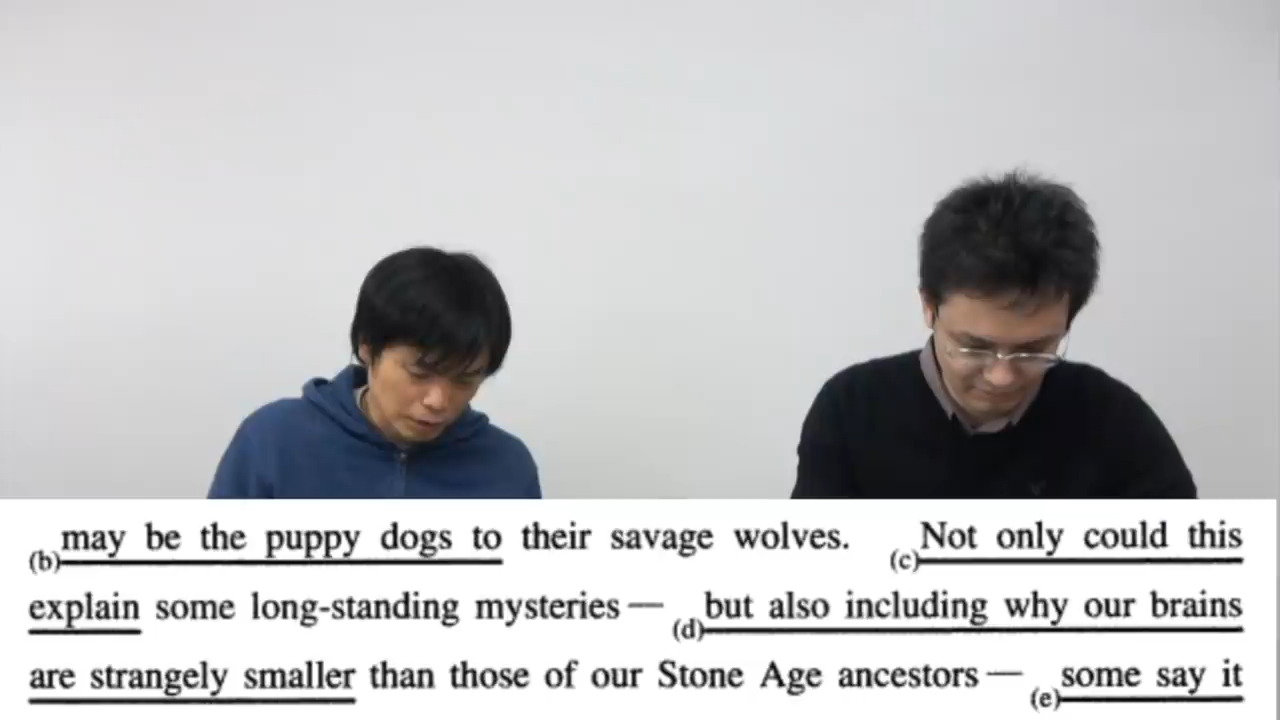 (b)may be the puppy dogs to their savage wolves. (c)Not only could this
explain some long-standing mysteries — (d)but also including why our brains
are strangely smaller than those of our Stone Age ancestors — (e)some say it